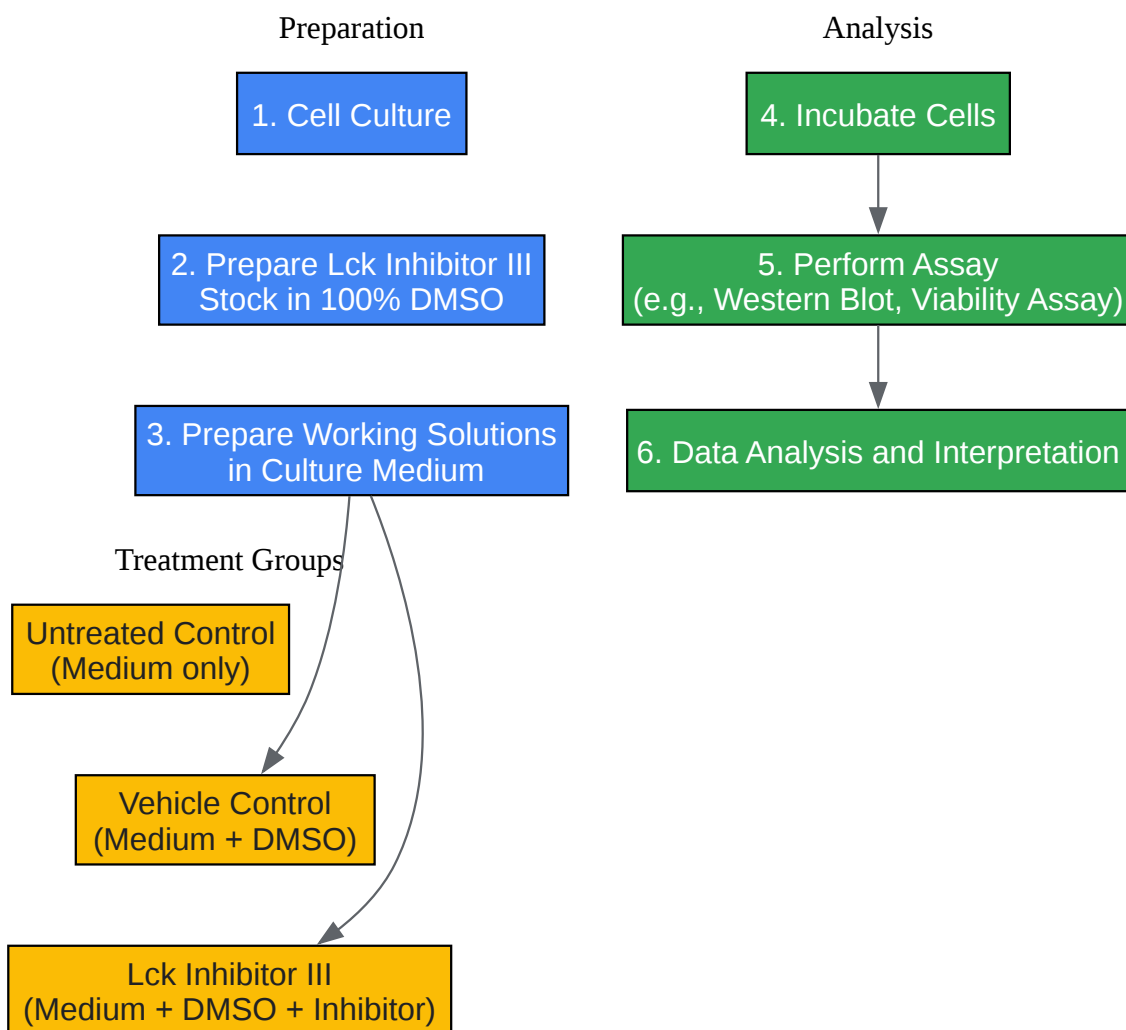 Preparation
1. Cell Culture
2. Prepare Lck Inhibitor III
Stock in 100% DMSO
3. Prepare Working Solutions
in Culture Medium
Treatment Groups
Untreated Control
(Medium only)
Vehicle Control
(Medium + DMSO)
Lck Inhibitor III
(Medium + DMSO + Inhibitor)
Analysis
4. Incubate Cells
5. Perform Assay
(e.g., Western Blot, Viability Assay)
6. Data Analysis and Interpretation